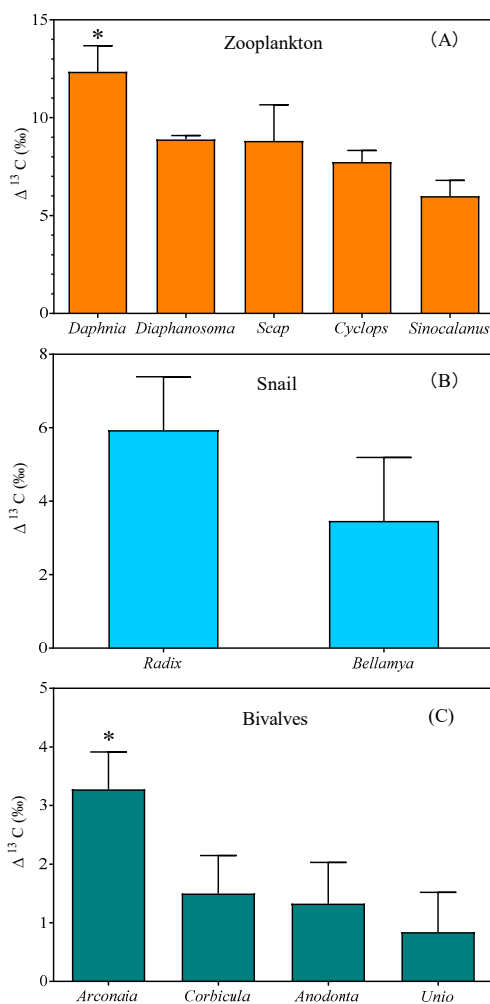 15
* Zooplankton （A）
10
Δ 13 C (‰)
5
0
Daphnia Diaphanosoma Scap Cyclops Sinocalanus
8
Snail （B）
6
Δ 13 C (‰)
4
2
0
Radix Bellamya
5
Bivalves (C)
*
4
3
Δ 13 C (‰)
2
1
0
Arconaia Corbicula Anodonta Unio